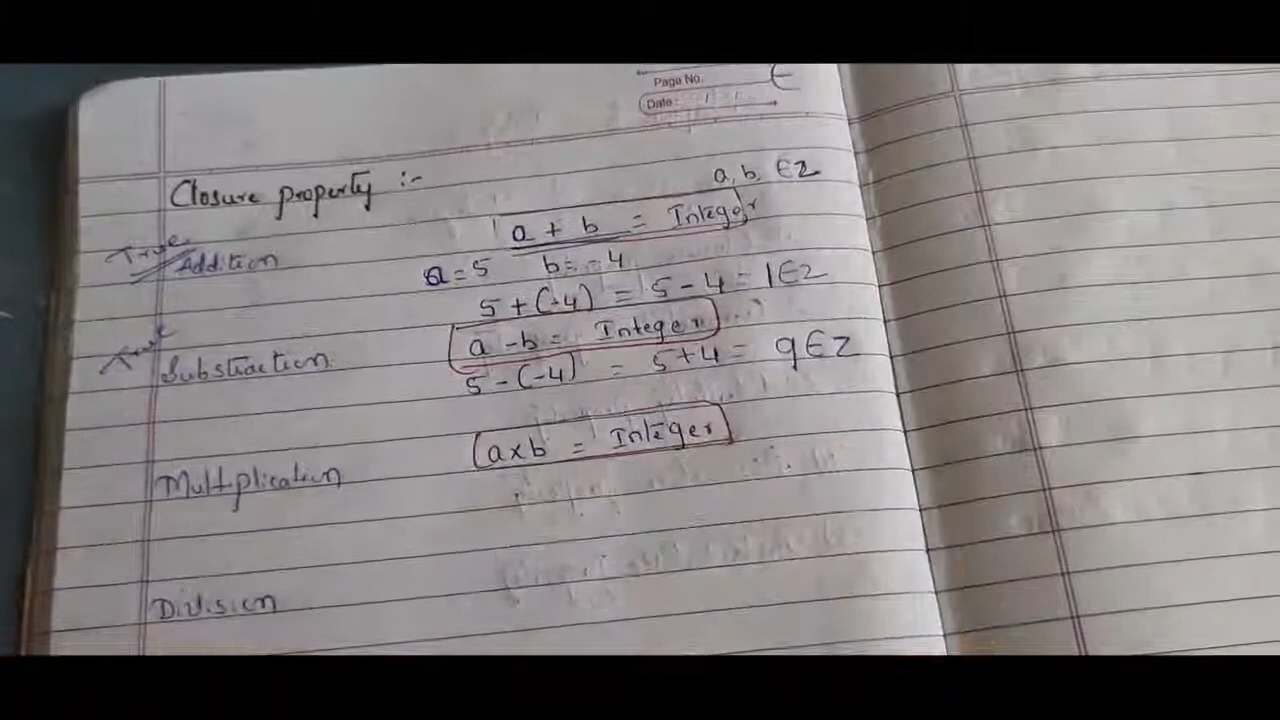 Page No.
Date: / /
Closure property :-
a, b, ∈ Z
True
Addition
a + b = Integer
a = 5 b = -4
5 + (-4) = 5 - 4 = 1 ∈ Z
True
Substraction
a - b = Integer
5 - (-4) = 5 + 4 = 9 ∈ Z
Multiplication
a × b = Integer
Division